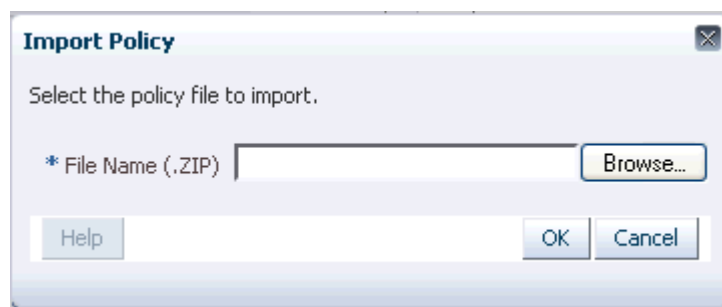 Import Policy
Select the policy file to import.
* File Name (.ZIP) Browse...
Help OK Cancel